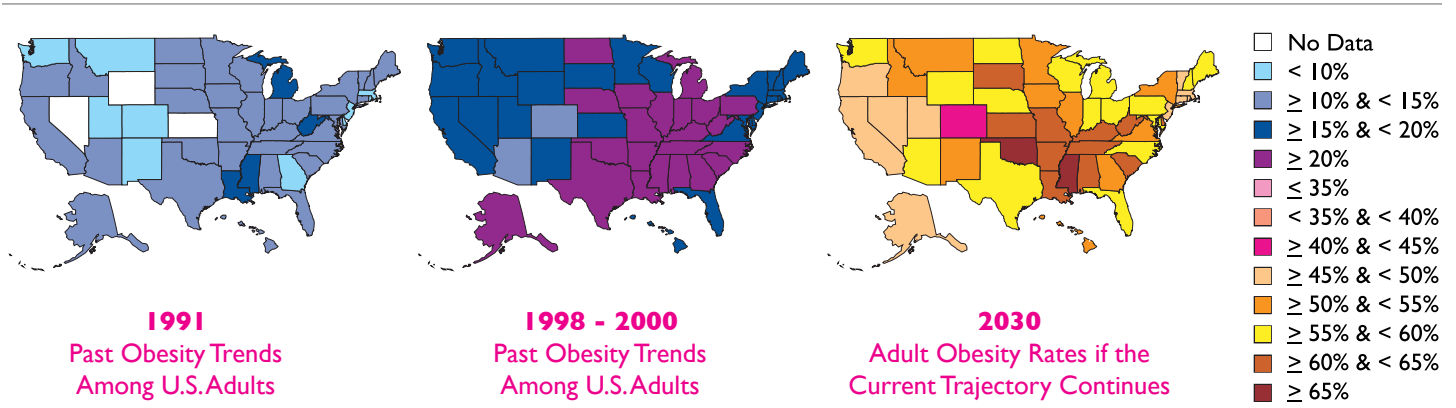 1991
Past Obesity Trends
Among U.S. Adults
1998 - 2000
Past Obesity Trends
Among U.S. Adults
2030
Adult Obesity Rates if the
Current Trajectory Continues
No Data
< 10%
≥ 10% & < 15%
≥ 15% & < 20%
≥ 20%
≤ 35%
< 35% & < 40%
≥ 40% & < 45%
≥ 45% & < 50%
≥ 50% & < 55%
≥ 55% & < 60%
≥ 60% & < 65%
≥ 65%